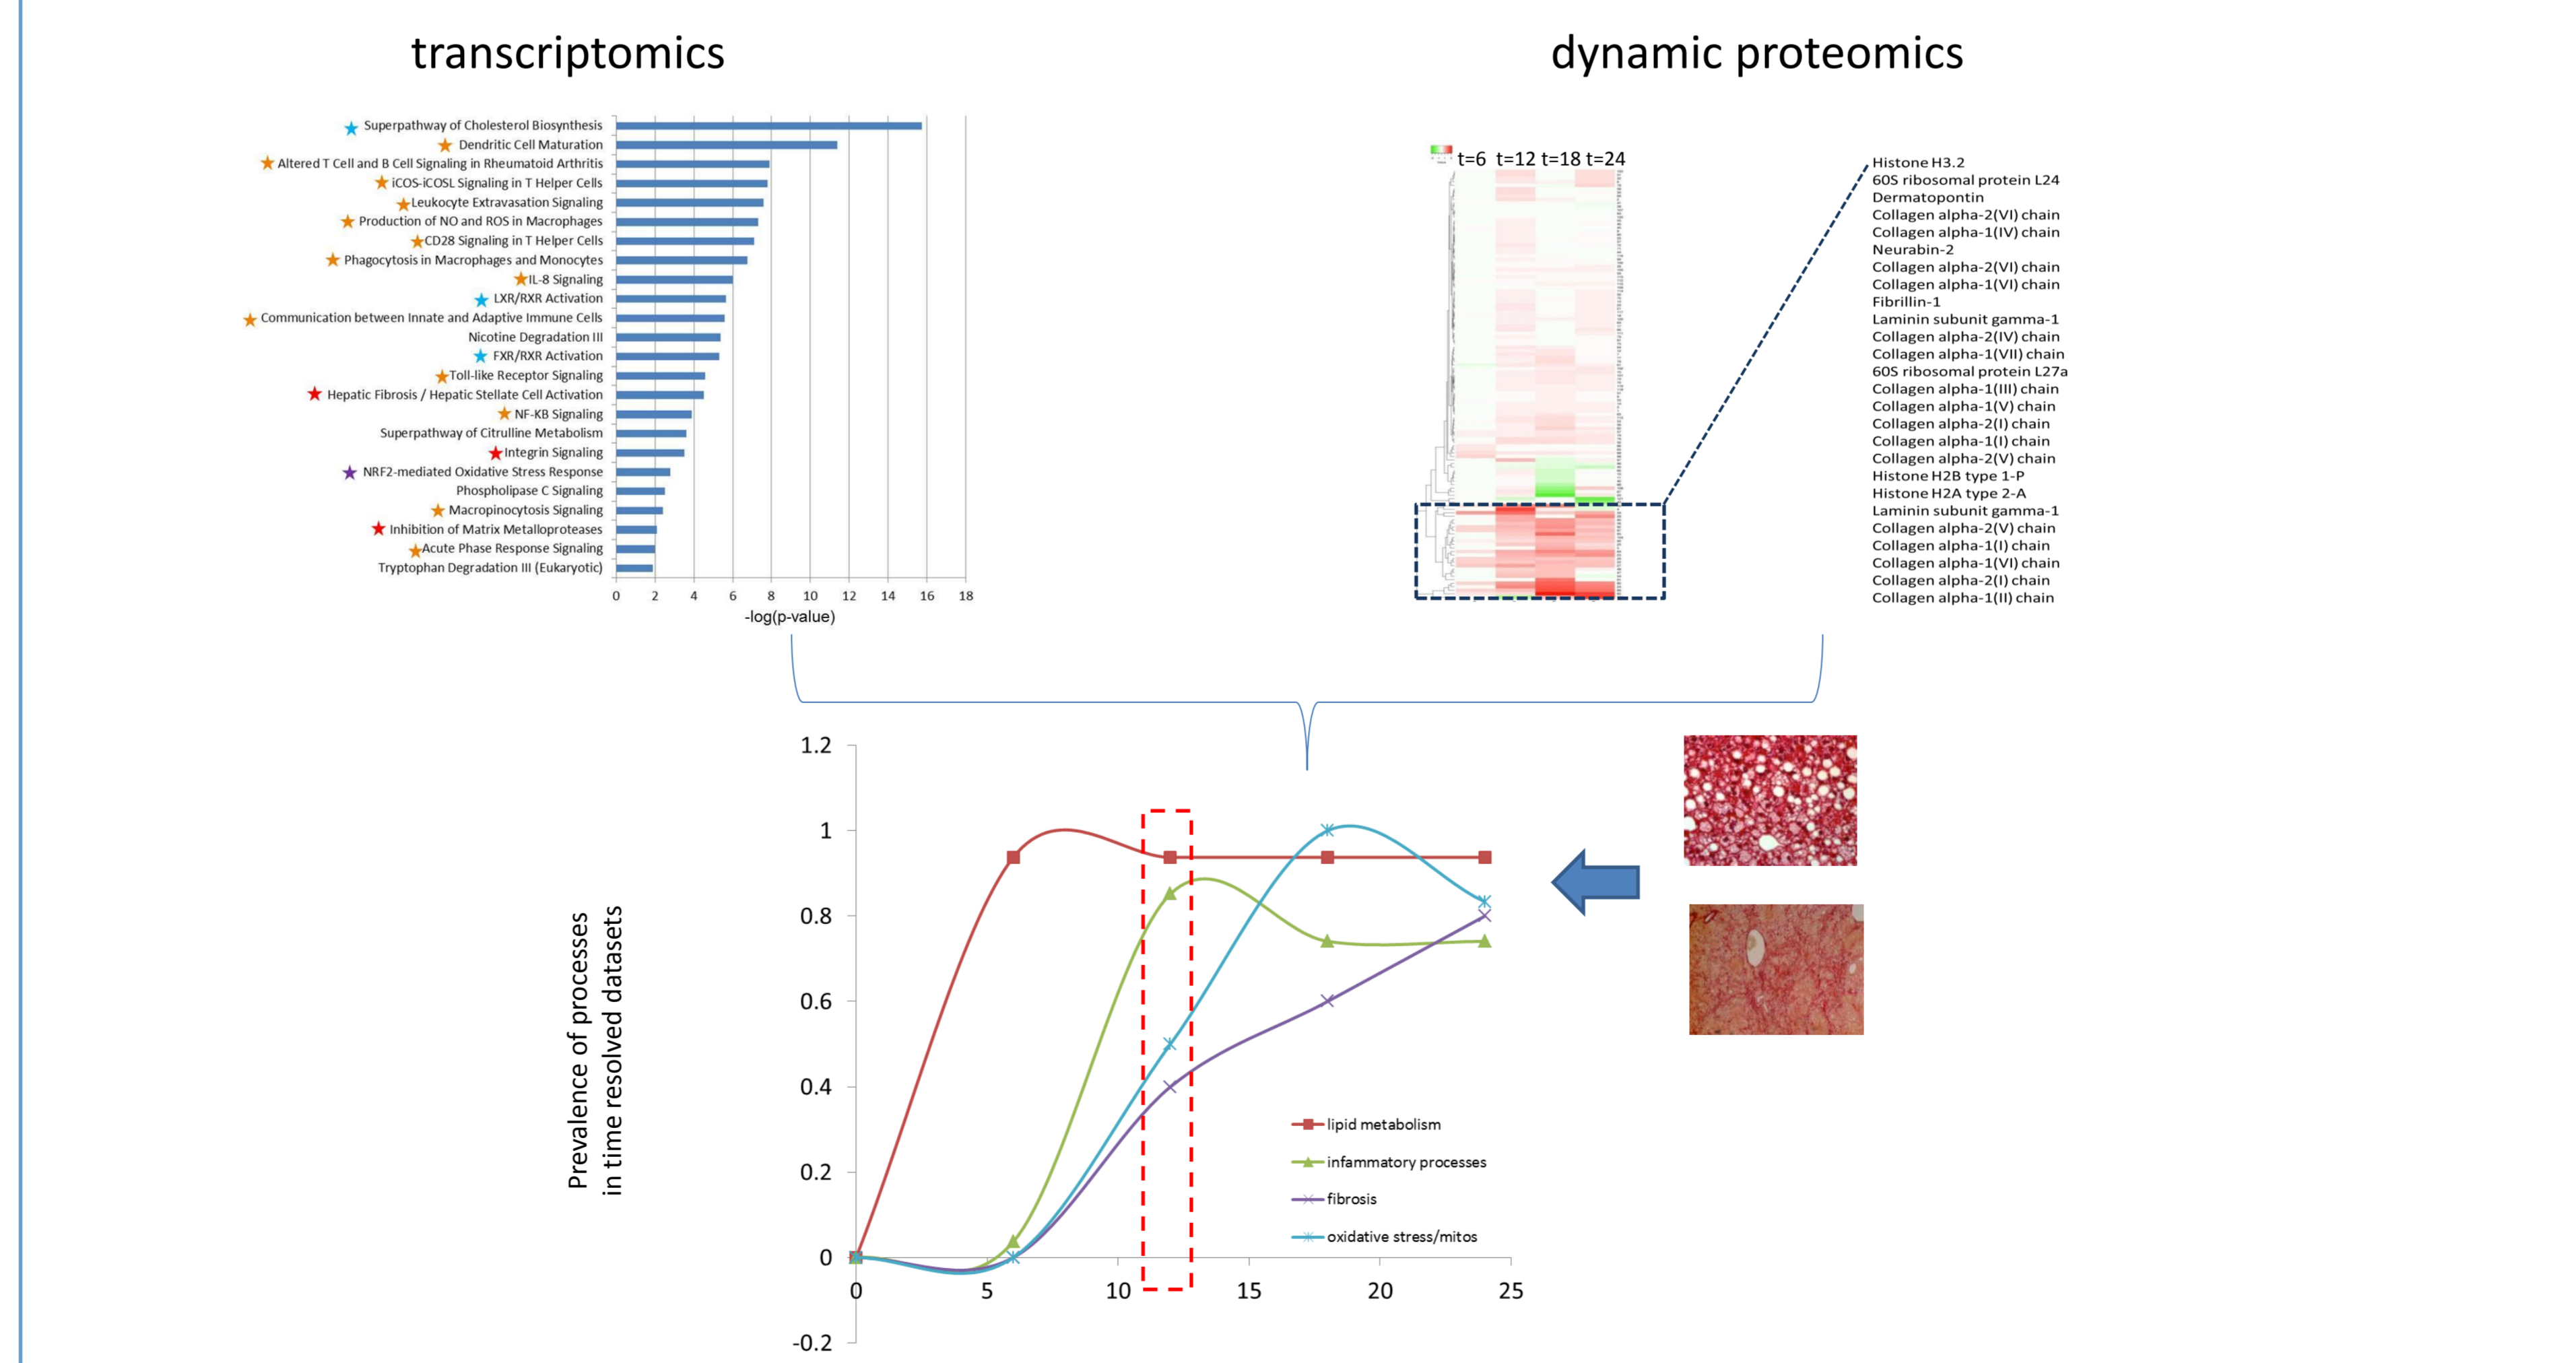 transcriptomics
dynamic proteomics
Superpathway of Cholesterol Biosynthesis
Dendritic Cell Maturation
Altered T Cell and B Cell Signaling in Rheumatoid Arthritis
iCOS-iCOSL Signaling in T Helper Cells
Leukocyte Extravasation Signaling
Production of NO and ROS in Macrophages
CD28 Signaling in T Helper Cells
Phagocytosis in Macrophages and Monocytes
IL-8 Signaling
LXR/RXR Activation
Communication between Innate and Adaptive Immune Cells
Nicotine Degradation III
FXR/RXR Activation
Toll-like Receptor Signaling
Hepatic Fibrosis / Hepatic Stellate Cell Activation
NF-KB Signaling
Superpathway of Citrulline Metabolism
Integrin Signaling
NRF2-mediated Oxidative Stress Response
Phospholipase C Signaling
Macropinocytosis Signaling
Inhibition of Matrix Metalloproteases
Acute Phase Response Signaling
Tryptophan Degradation III (Eukaryotic)
0 2 4 6 8 10 12 14 16 18
-log(p-value)
t=6 t=12 t=18 t=24
Histone H3.2
60S ribosomal protein L24
Dermatopontin
Collagen alpha-2(VI) chain
Collagen alpha-1(IV) chain
Neurabin-2
Collagen alpha-2(VI) chain
Collagen alpha-1(VI) chain
Fibrillin-1
Laminin subunit gamma-1
Collagen alpha-2(IV) chain
Collagen alpha-1(VII) chain
60S ribosomal protein L27a
Collagen alpha-1(III) chain
Collagen alpha-1(V) chain
Collagen alpha-2(I) chain
Collagen alpha-1(I) chain
Collagen alpha-2(V) chain
Histone H2B type 1-P
Histone H2A type 2-A
Laminin subunit gamma-1
Collagen alpha-2(V) chain
Collagen alpha-1(I) chain
Collagen alpha-1(VI) chain
Collagen alpha-2(I) chain
Collagen alpha-1(II) chain
Prevalence of processes
in time resolved datasets
1.2
1
0.8
0.6
0.4
0.2
0
-0.2
0 5 10 15 20 25
lipid metabolism
infammatory processes
fibrosis
oxidative stress/mitos